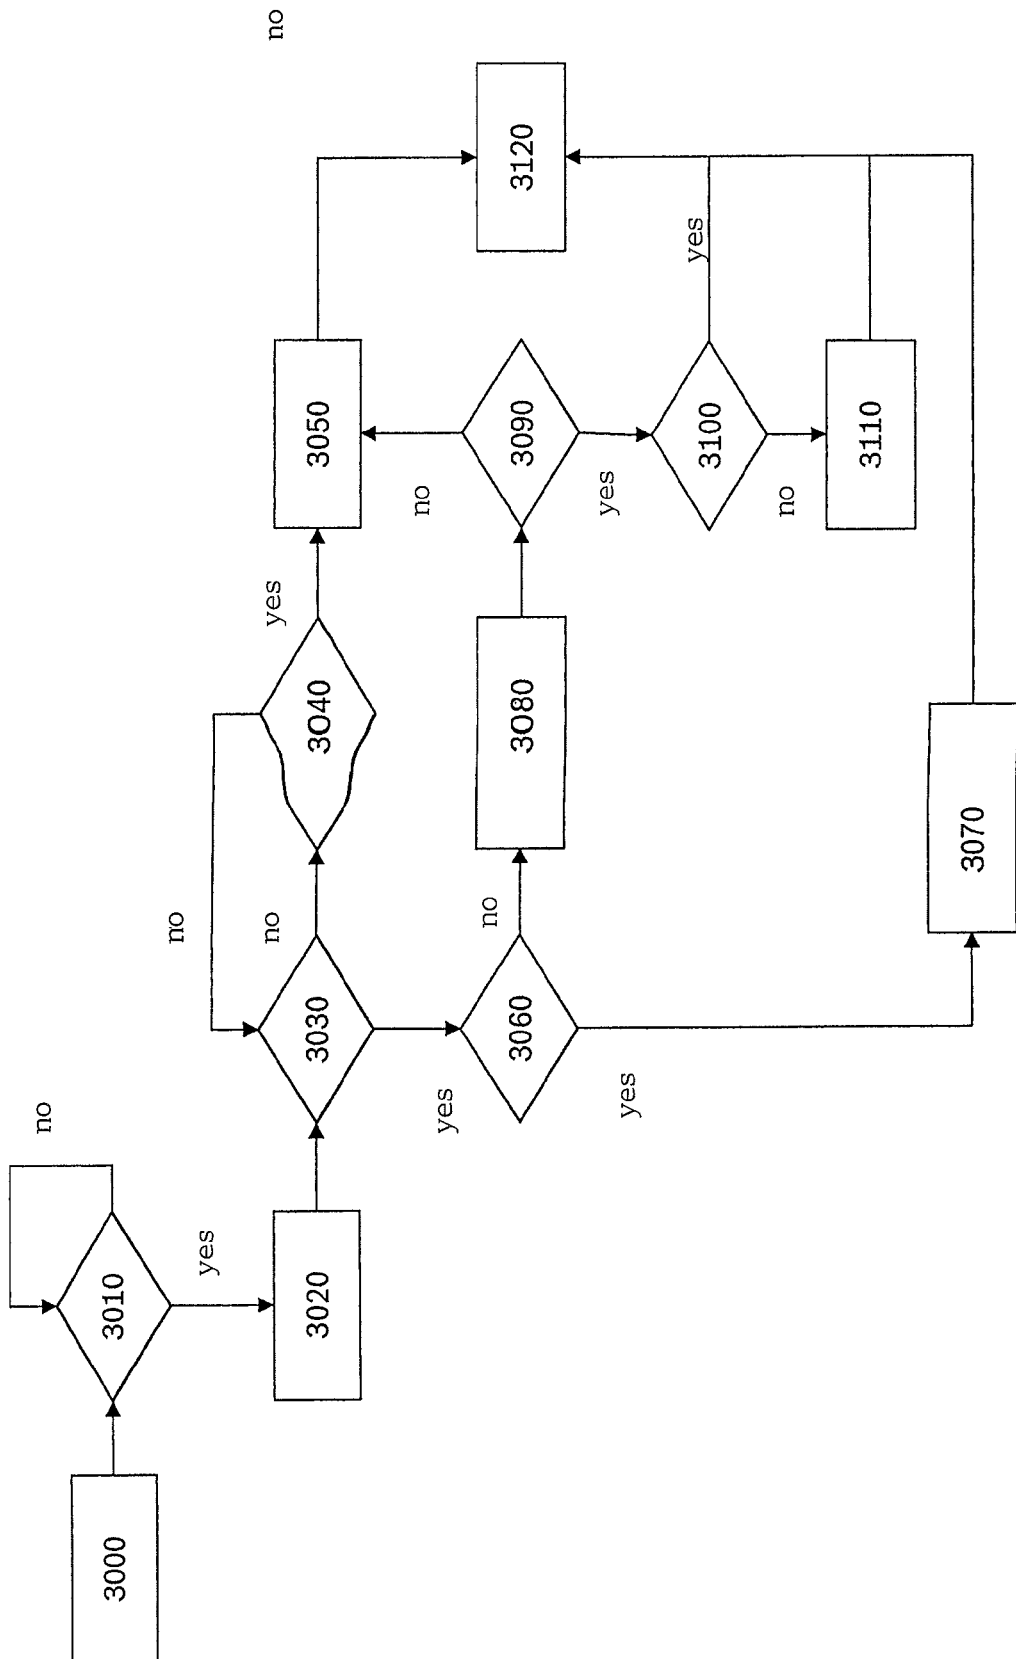 3000
3010
no
yes
3020
3030
no
no
yes
3040
yes
3050
3060
no
yes
3080
3090
no
yes
3100
yes
no
3110
3070
3120
no